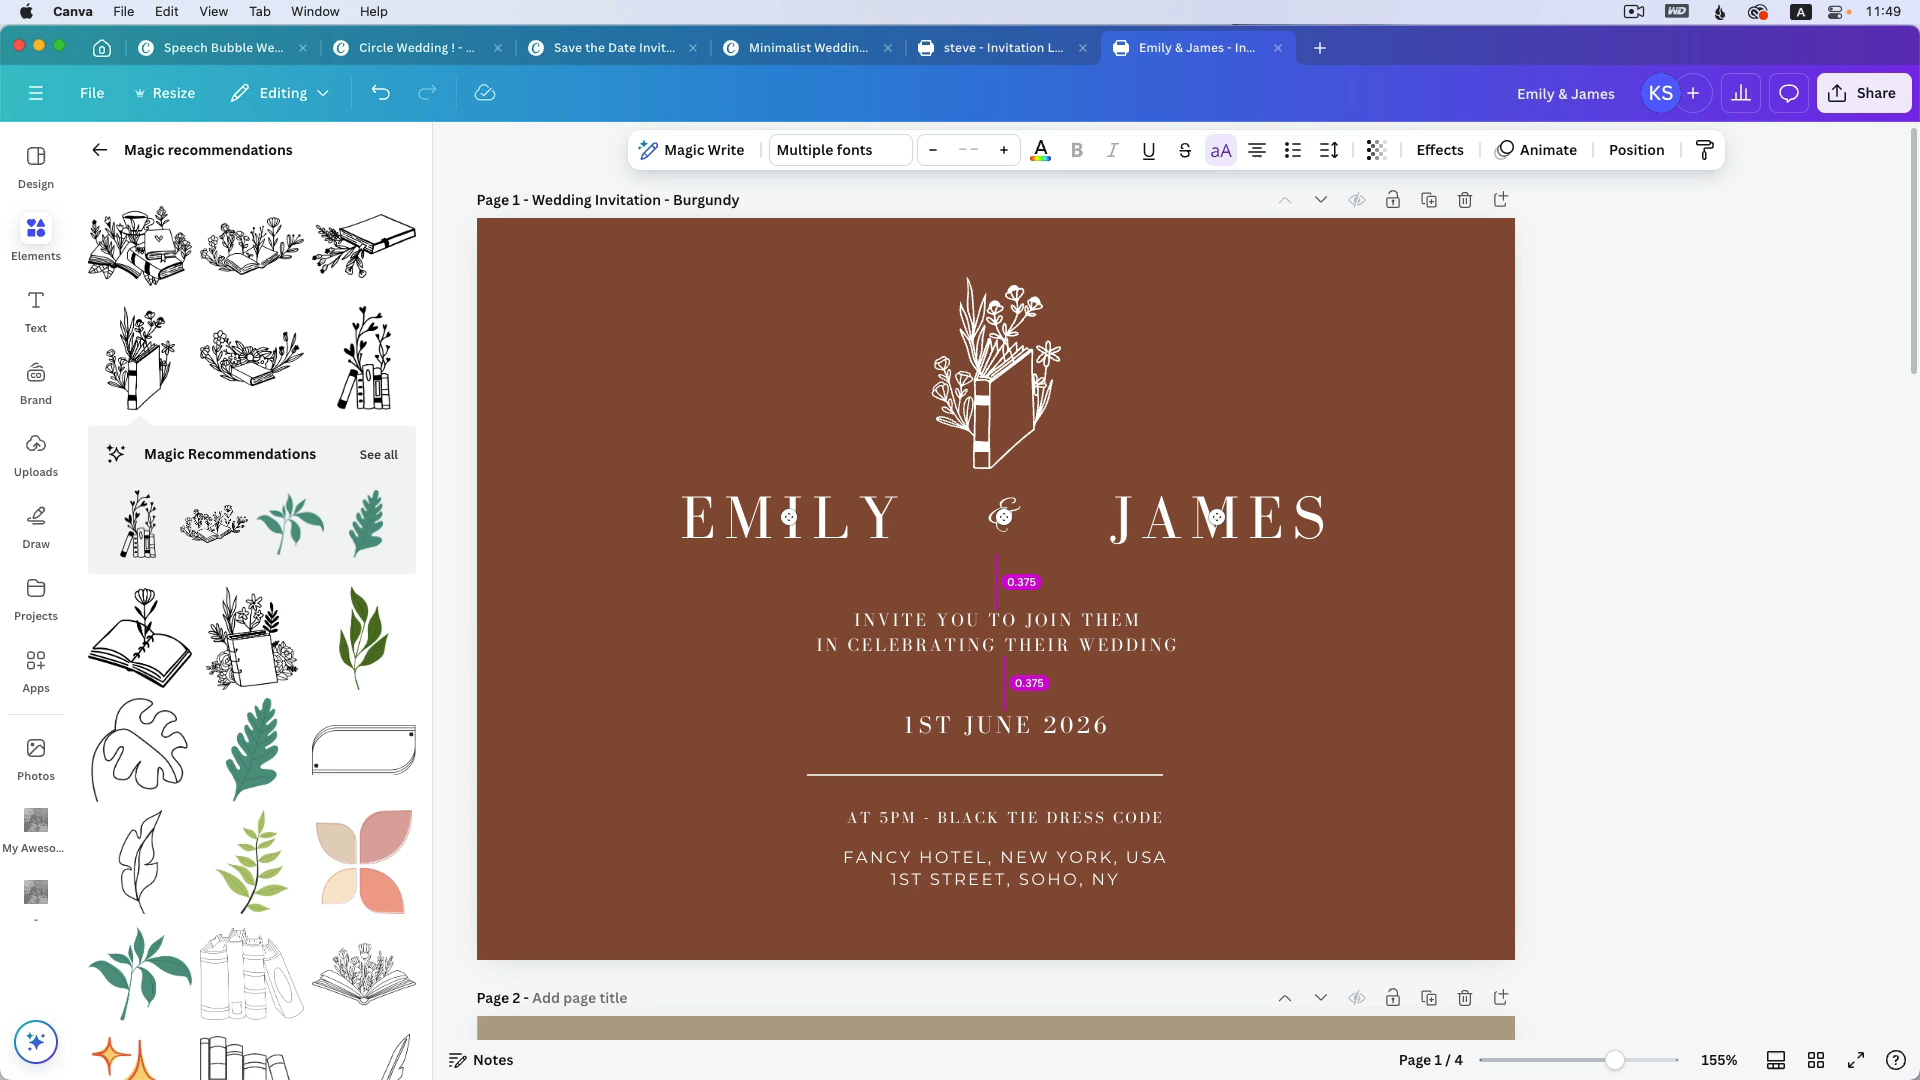 Canva File Edit View Tab Window Help
WD A 11:49
Speech Bubble We... Circle Wedding ! - ... Save the Date Invit... Minimalist Weddin... steve - Invitation L... Emily & James - In...
File Resize Editing Emily & James KS Share
Magic recommendations
Magic Write Multiple fonts - -- + A B I U S aA Effects Animate Position
Design
Elements
Text
Brand
Uploads
Draw
Projects
Apps
Photos
My Aweso...
-
Magic Recommendations See all
Page 1 - Wedding Invitation - Burgundy
EMILY & JAMES
0.375
INVITE YOU TO JOIN THEM
IN CELEBRATING THEIR WEDDING
0.375
1ST JUNE 2026
AT 5PM - BLACK TIE DRESS CODE
FANCY HOTEL, NEW YORK, USA
1ST STREET, SOHO, NY
Page 2 - Add page title
Notes Page 1 / 4 155%